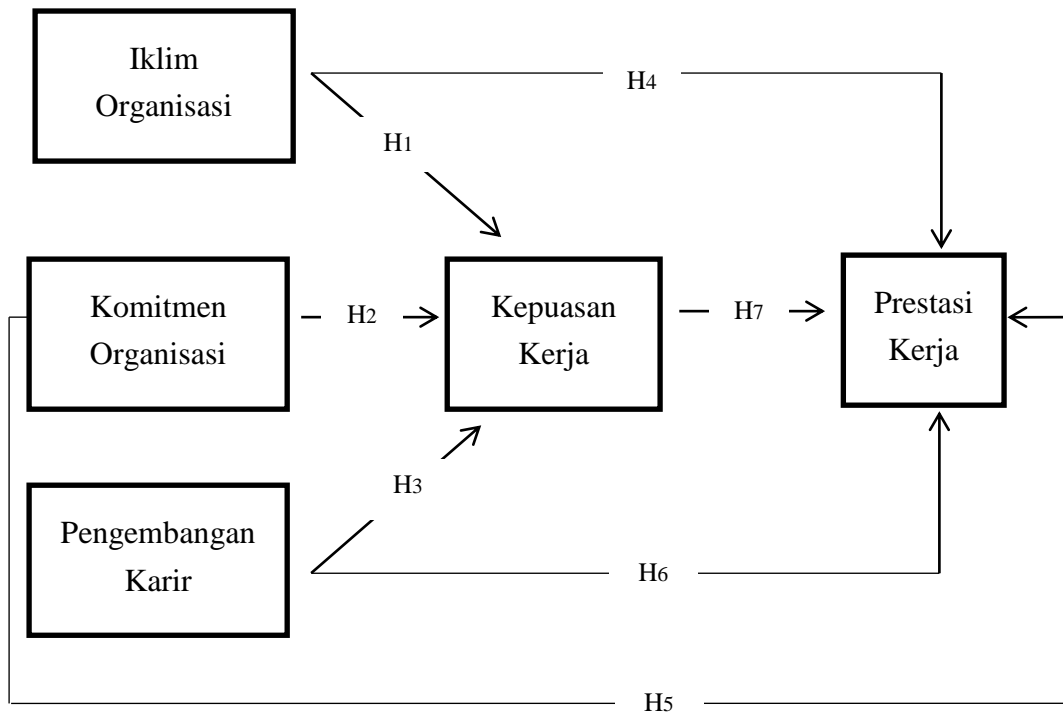 Iklim
Organisasi
H4
H1
Komitmen
Organisasi
H2
Kepuasan
Kerja
H7
Prestasi
Kerja
H3
Pengembangan
Karir
H6
H5